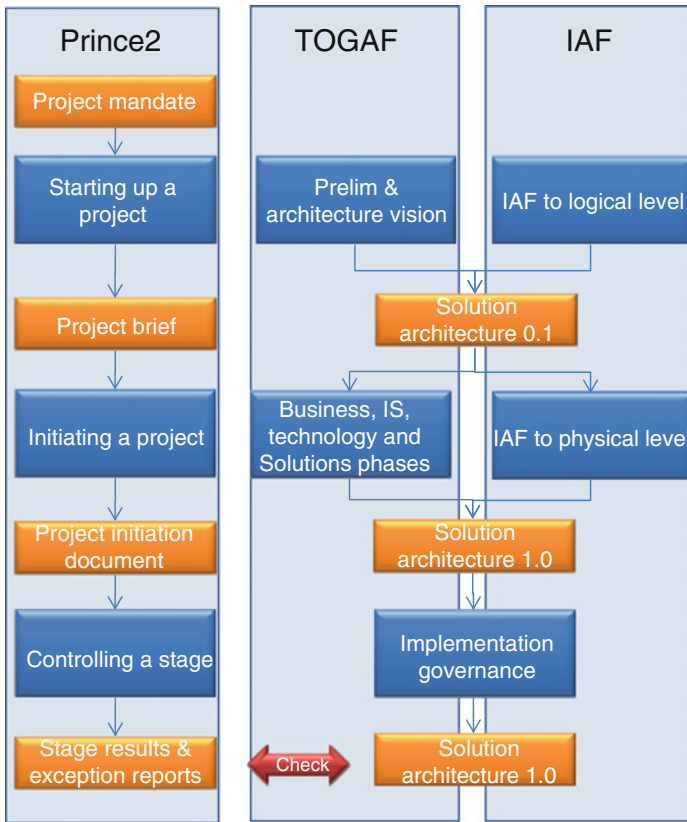 Prince2
TOGAF
IAF
Project mandate
Starting up a
project
Prelim &
architecture vision
IAF to logical level
Project brief
Solution
architecture 0.1
Initiating a project
Business, IS,
technology and
Solutions phases
IAF to physical level
Project initiation
document
Solution
architecture 1.0
Controlling a stage
Implementation
governance
Stage results &
exception reports
Check
Solution
architecture 1.0